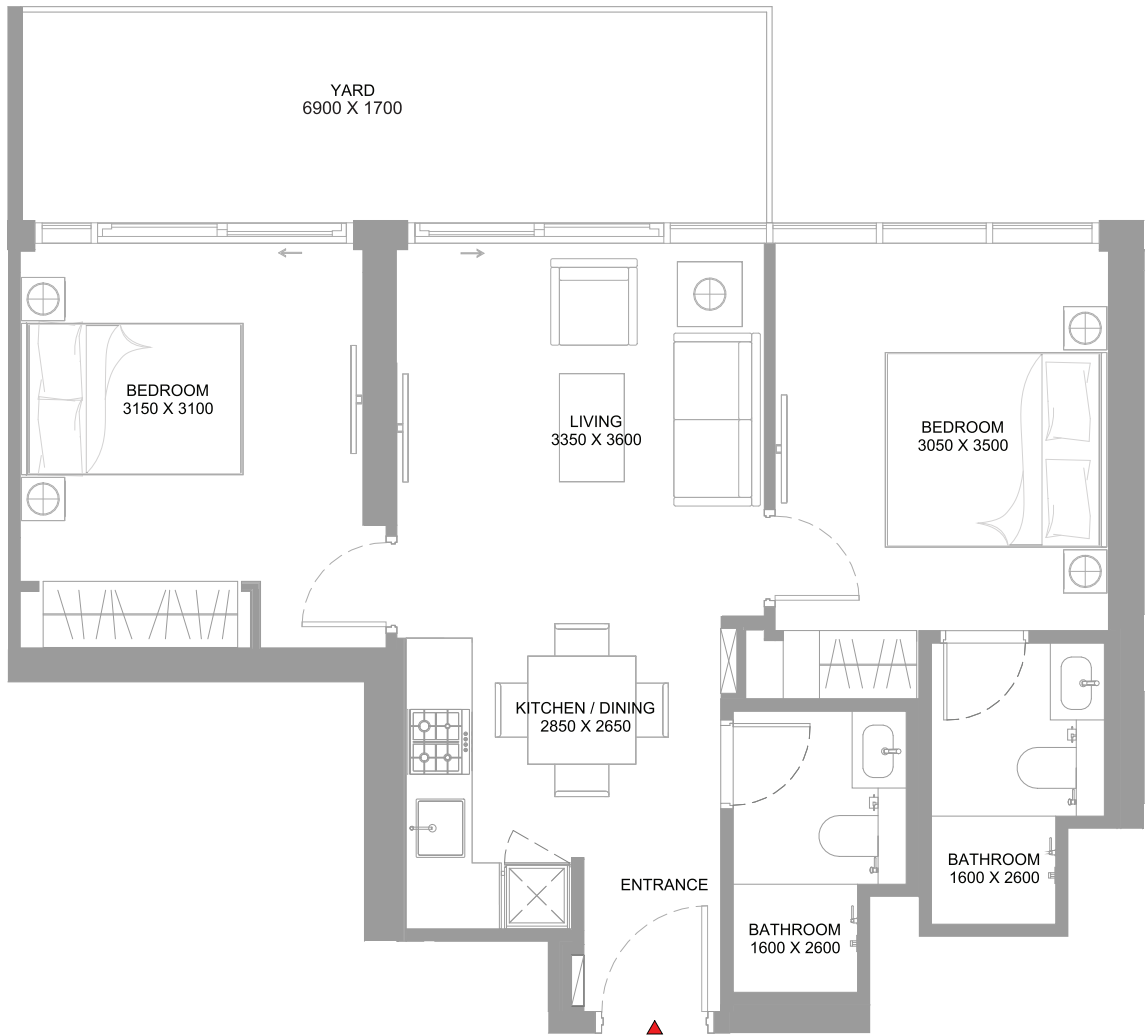 YARD
6900 X 1700
BEDROOM
3150 X 3100
LIVING
3350 X 3600
BEDROOM
3050 X 3500
KITCHEN / DINING
2850 X 2650
ENTRANCE
BATHROOM
1600 X 2600
BATHROOM
1600 X 2600